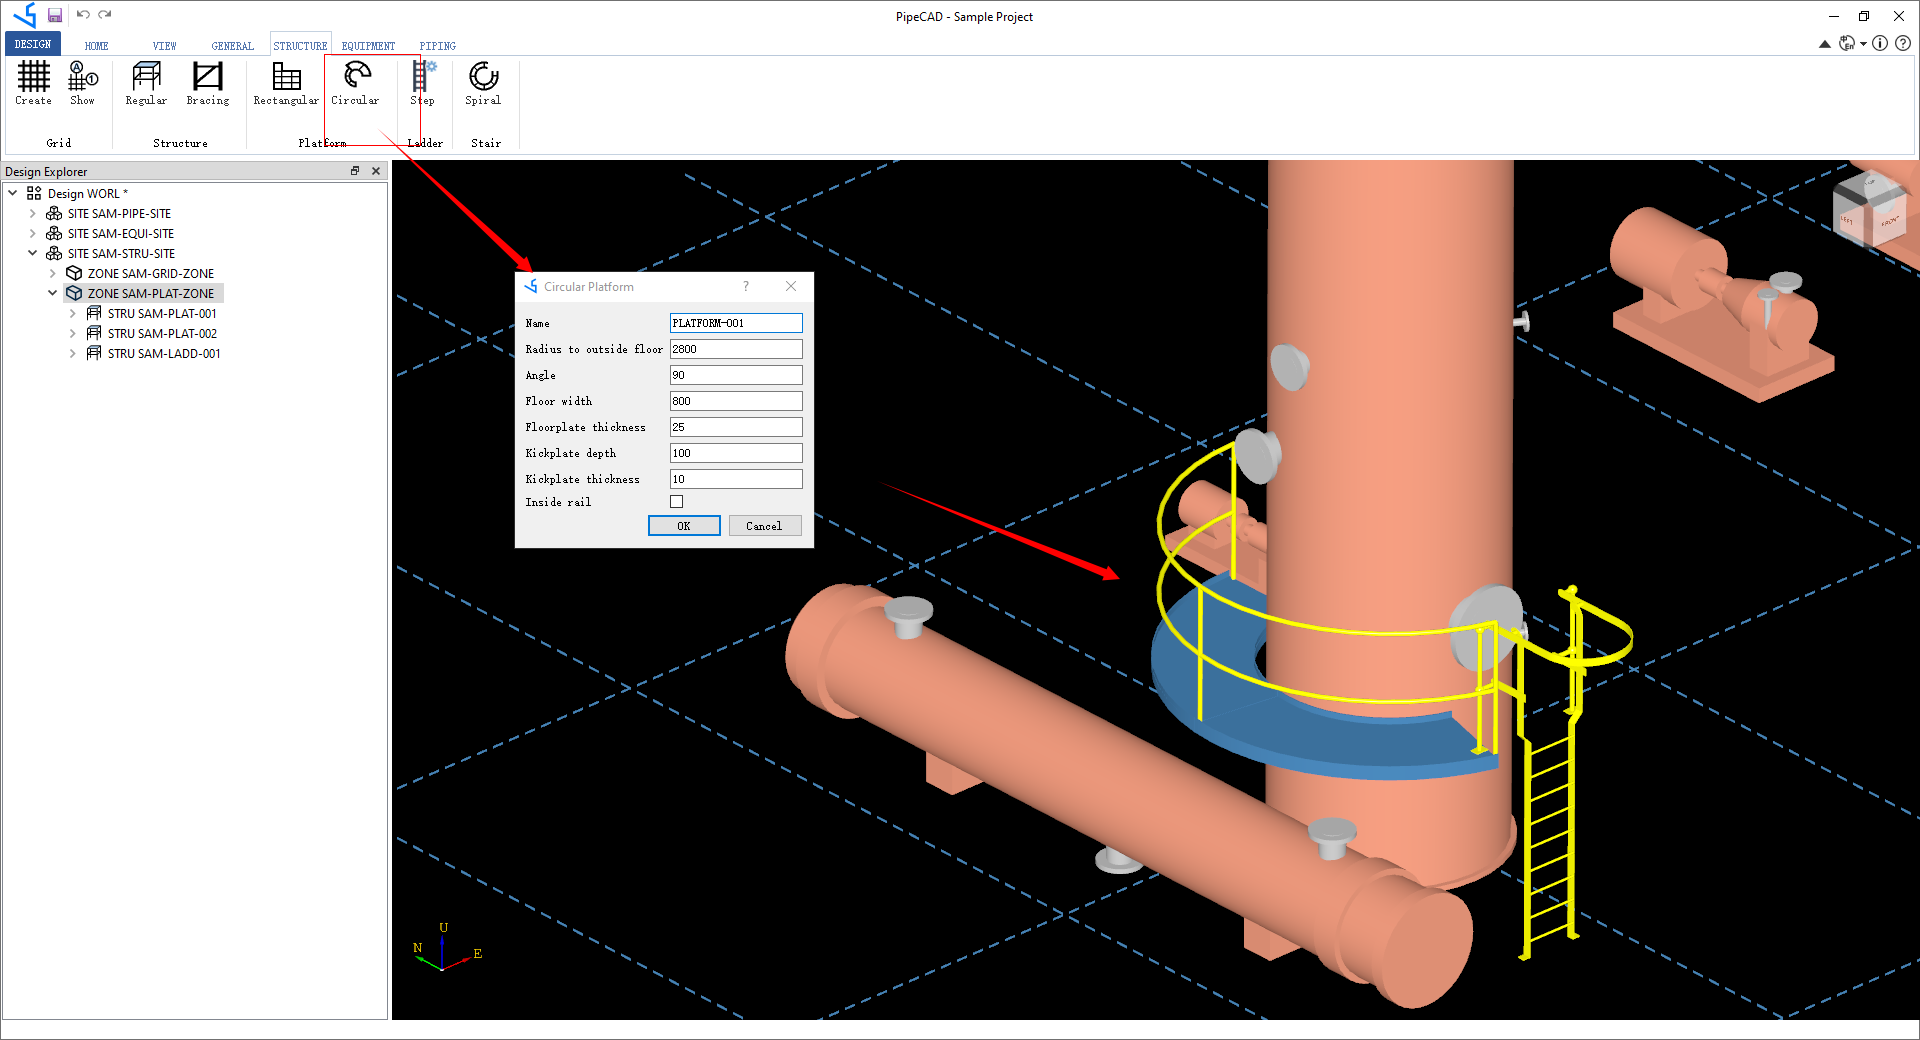 PipeCAD - Sample Project
DESIGN HOME VIEW GENERAL STRUCTURE EQUIPMENT PIPING
Create Show Regular Bracing Rectangular Circular Step Spiral
Grid Structure Platform Ladder Stair
Design Explorer
Design WORL *
SITE SAM-PIPE-SITE
SITE SAM-EQUI-SITE
SITE SAM-STRU-SITE
ZONE SAM-GRID-ZONE
ZONE SAM-PLAT-ZONE
STRU SAM-PLAT-001
STRU SAM-PLAT-002
STRU SAM-LADD-001
Circular Platform
Name PLATFORM-001
Radius to outside floor 2800
Angle 90
Floor width 800
Floorplate thickness 25
Kickplate depth 100
Kickplate thickness 10
Inside rail
OK Cancel
LEFT FRONT
U
N E